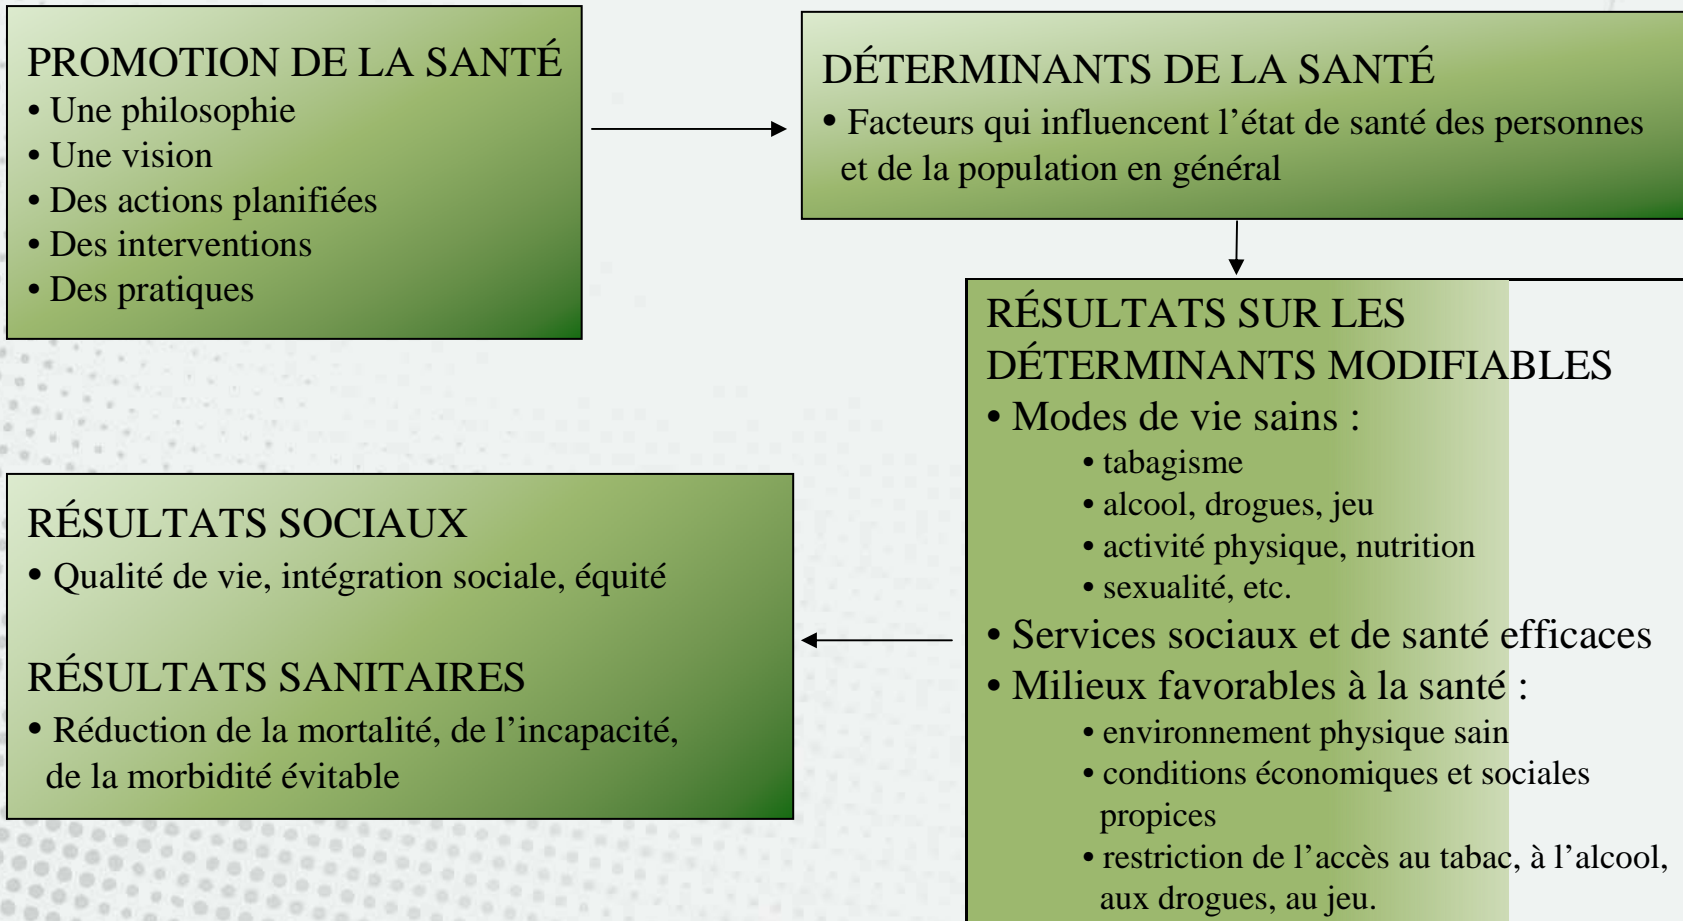 PROMOTION DE LA SANTÉ
• Une philosophie
• Une vision
• Des actions planifiées
• Des interventions
• Des pratiques
DÉTERMINANTS DE LA SANTÉ
• Facteurs qui influencent l’état de santé des personnes
et de la population en général
RÉSULTATS SUR LES
DÉTERMINANTS MODIFIABLES
• Modes de vie sains :
• tabagisme
• alcool, drogues, jeu
• activité physique, nutrition
• sexualité, etc.
• Services sociaux et de santé efficaces
• Milieux favorables à la santé :
• environnement physique sain
• conditions économiques et sociales
propices
• restriction de l’accès au tabac, à l’alcool,
aux drogues, au jeu.
RÉSULTATS SOCIAUX
• Qualité de vie, intégration sociale, équité
RÉSULTATS SANITAIRES
• Réduction de la mortalité, de l’incapacité,
de la morbidité évitable